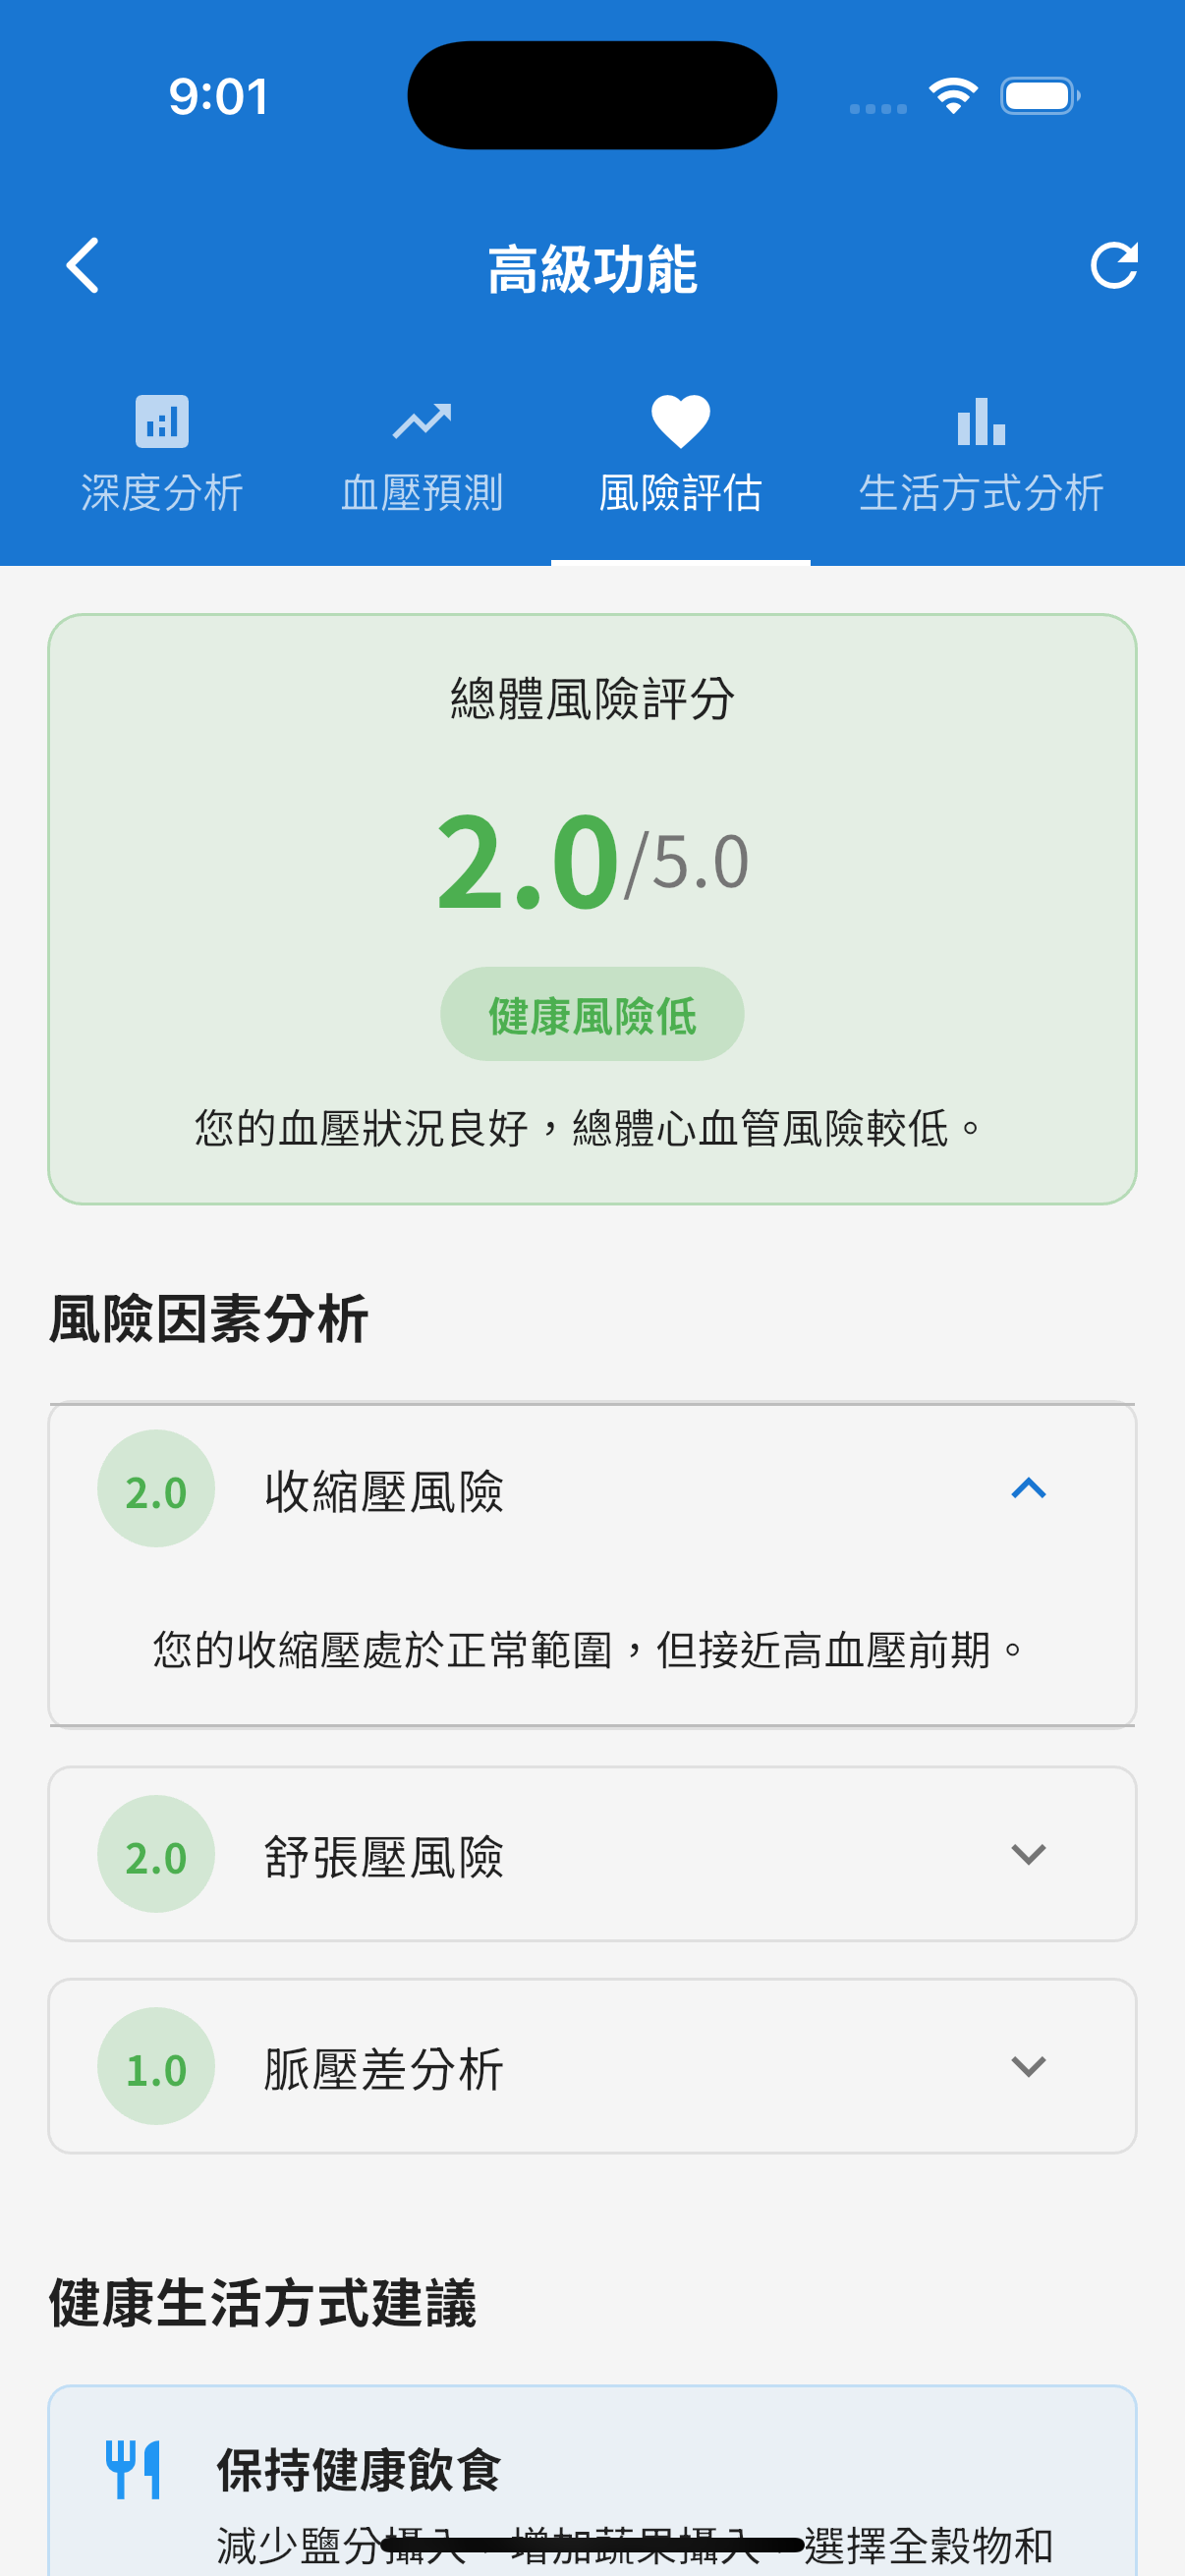 9:01
高級功能
深度分析 血壓預測 風險評估 生活方式分析
總體風險評分
2.0/5.0
健康風險低
您的血壓狀況良好，總體心血管風險較低。
風險因素分析
2.0 收縮壓風險
您的收縮壓處於正常範圍，但接近高血壓前期。
2.0 舒張壓風險
1.0 脈壓差分析
健康生活方式建議
保持健康飲食
減少鹽分攝入，增加蔬果攝入，選擇全穀物和